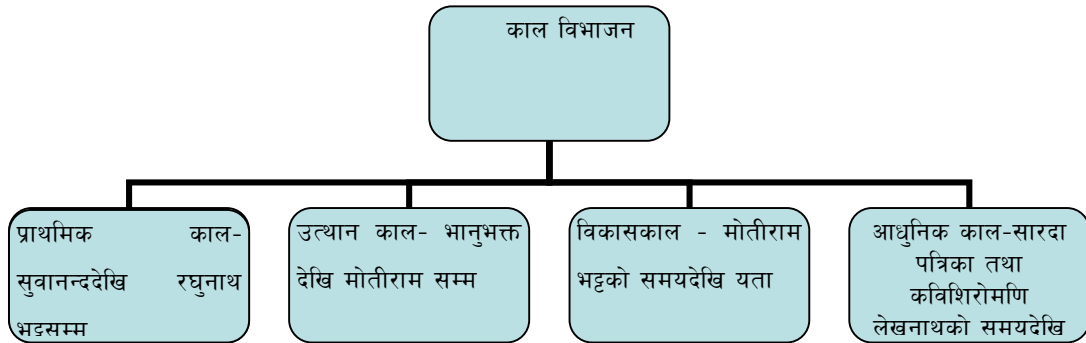 काल विभाजन
प्राथमिक काल-
सुवानन्ददेखि रघुनाथ
भट्टसम्म
उत्थान काल- भानुभक्त
देखि मोतीराम सम्म
विकासकाल - मोतीराम
भट्टको समयदेखि यता
आधुनिक काल-सारदा
पत्रिका तथा
कविशिरोमणि
लेखनाथको समयदेखि